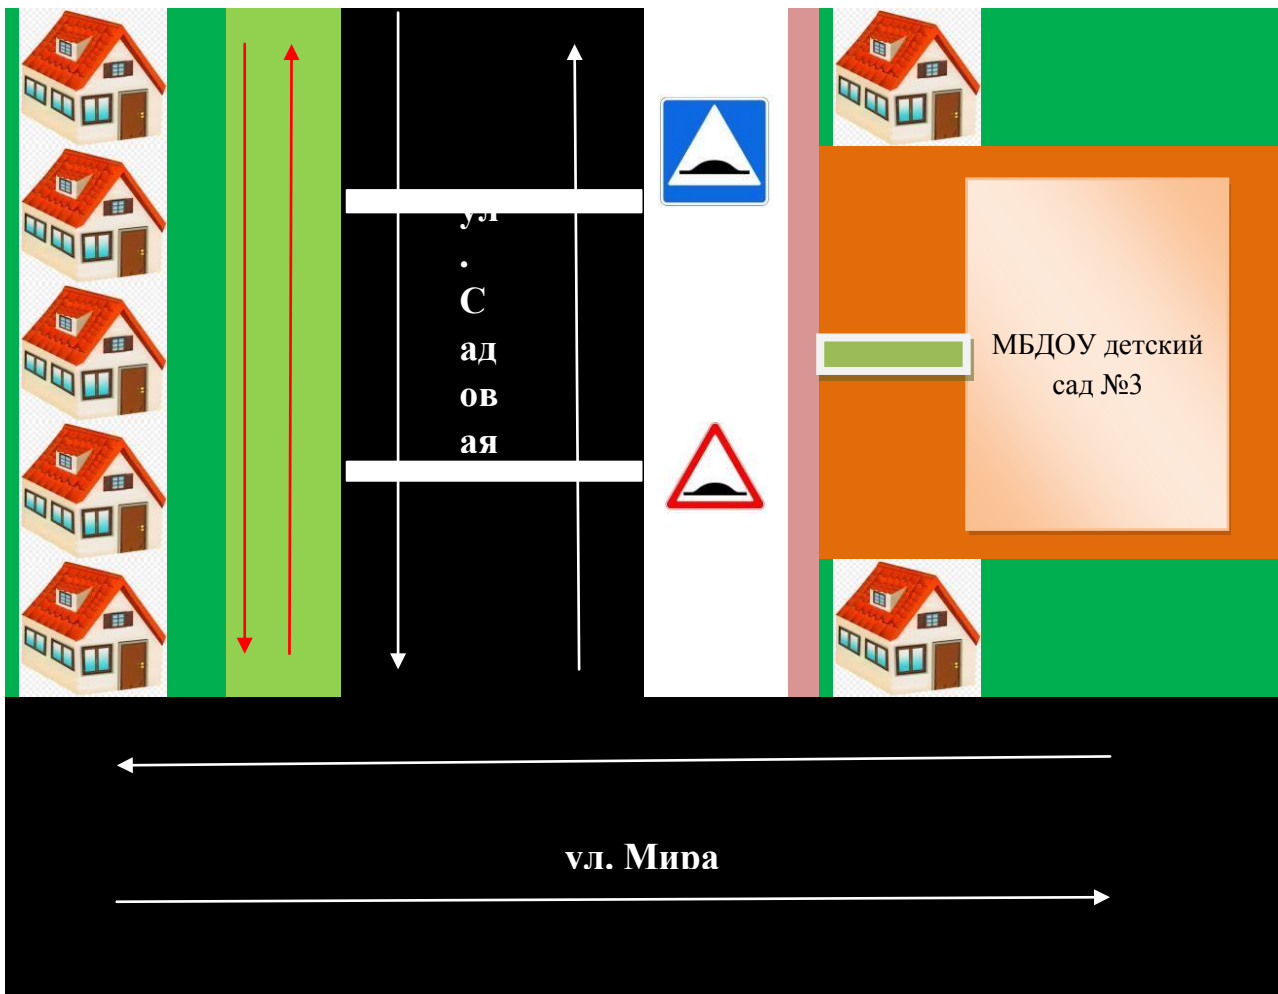 ул
.
С
ад
ов
ая
МБДОУ детский
сад №3
ул. Мира